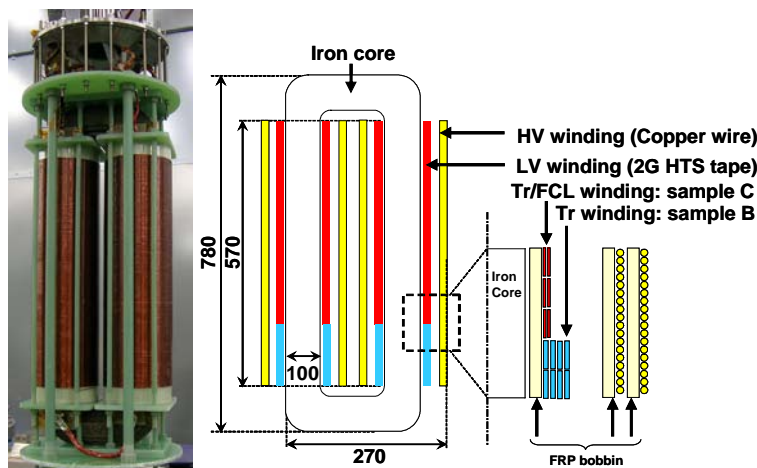 Iron core
HV winding (Copper wire)
LV winding (2G HTS tape)
Tr/FCL winding: sample C
Tr winding: sample B
780
570
Iron
Core
100
270
FRP bobbin